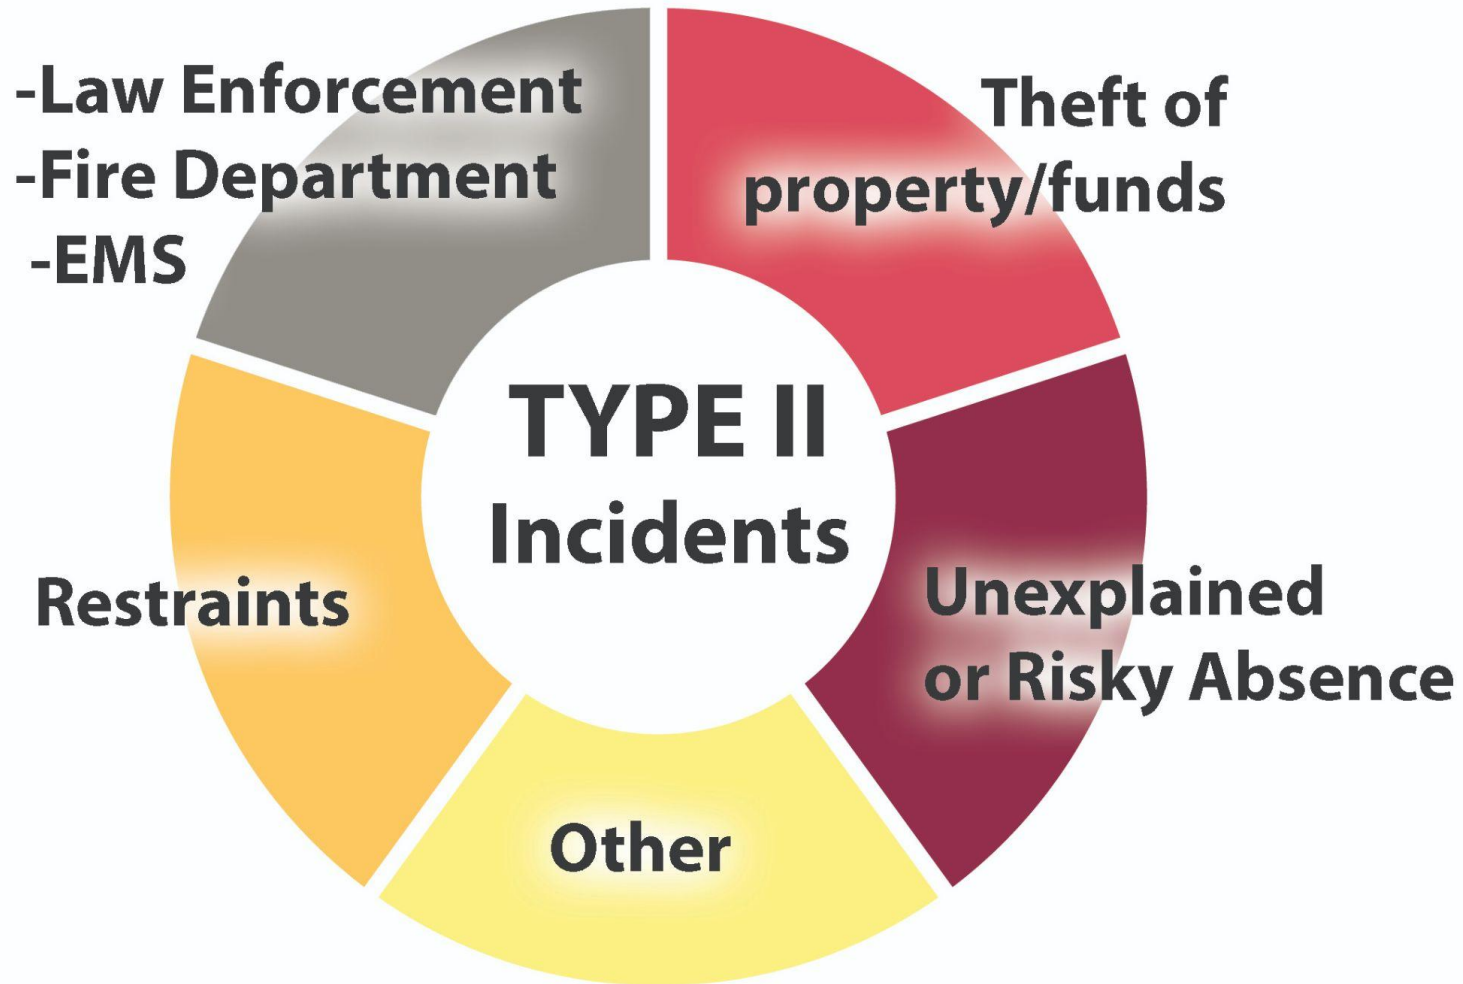 -Law Enforcement
-Fire Department
-EMS
Theft of
property/funds
TYPE II
Incidents
Restraints
Unexplained
or Risky Absence
Other